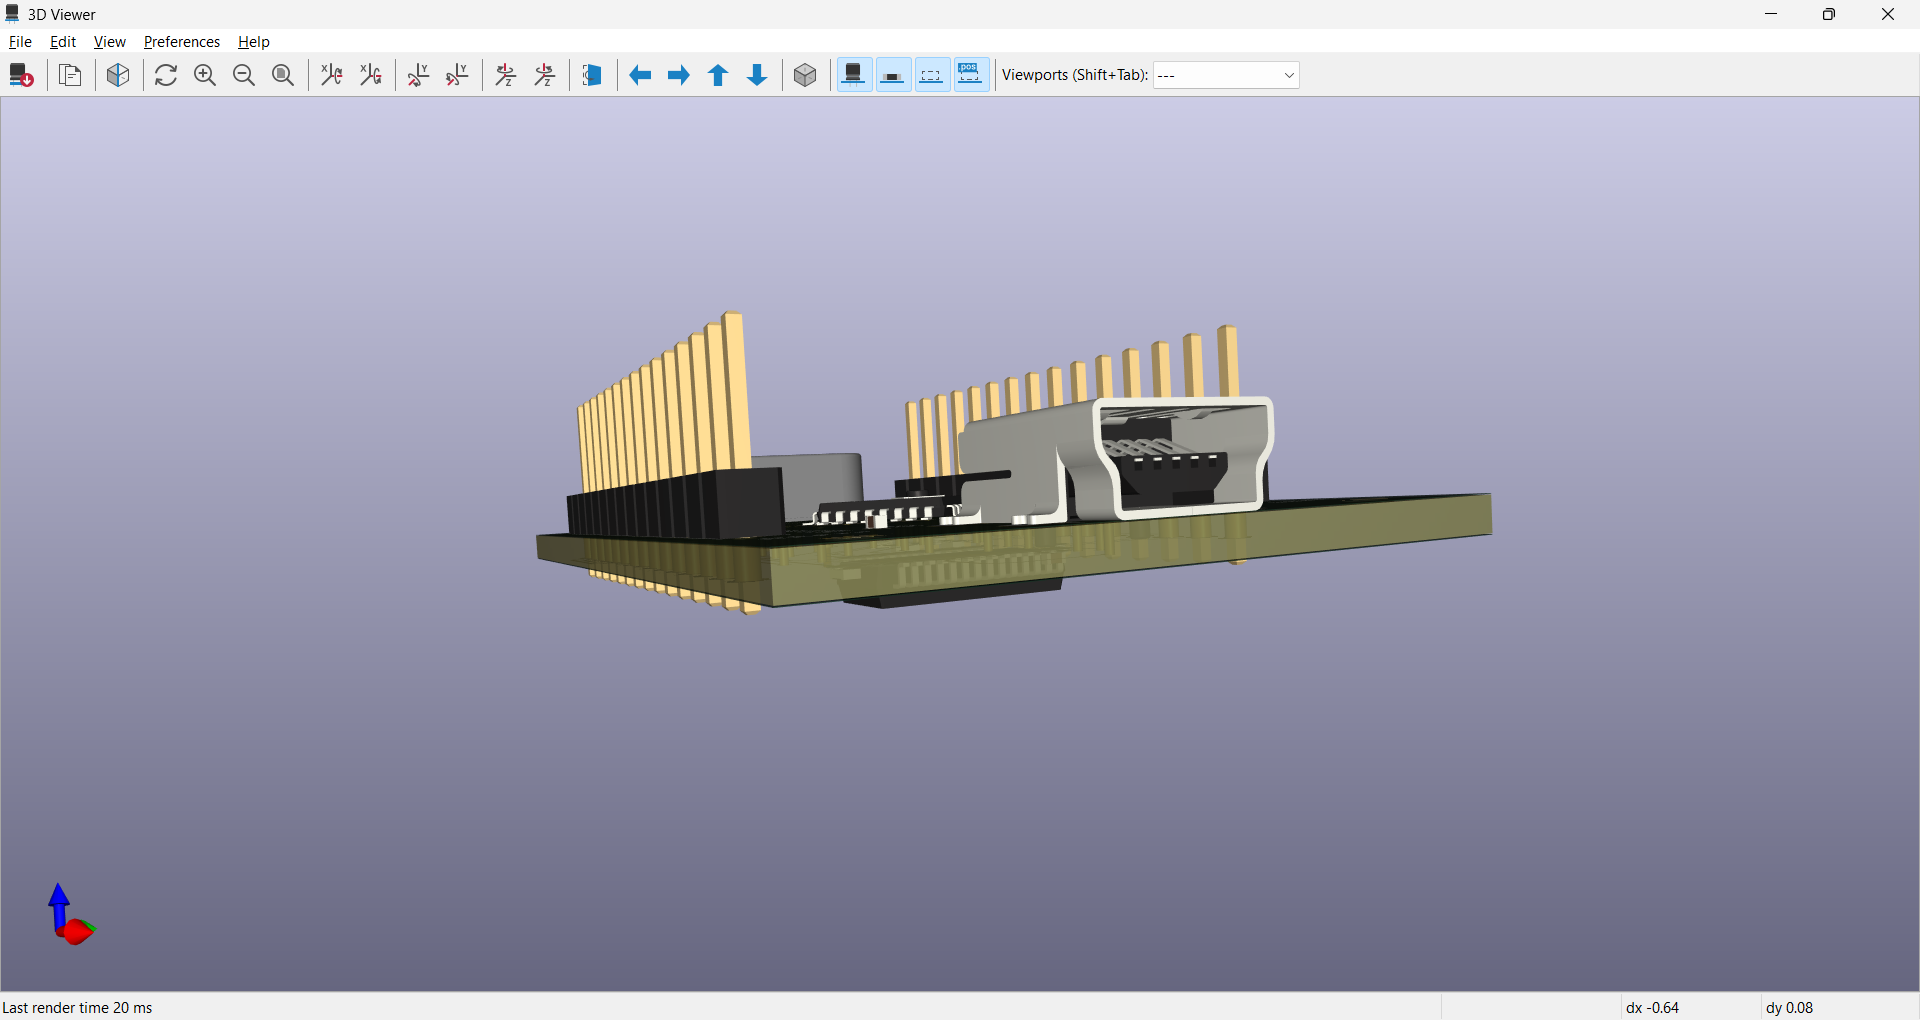 3D Viewer
File Edit View Preferences Help
X X Y Y Z Z .pos Viewports (Shift+Tab): ---
Last render time 20 ms dx -0.64 dy 0.08